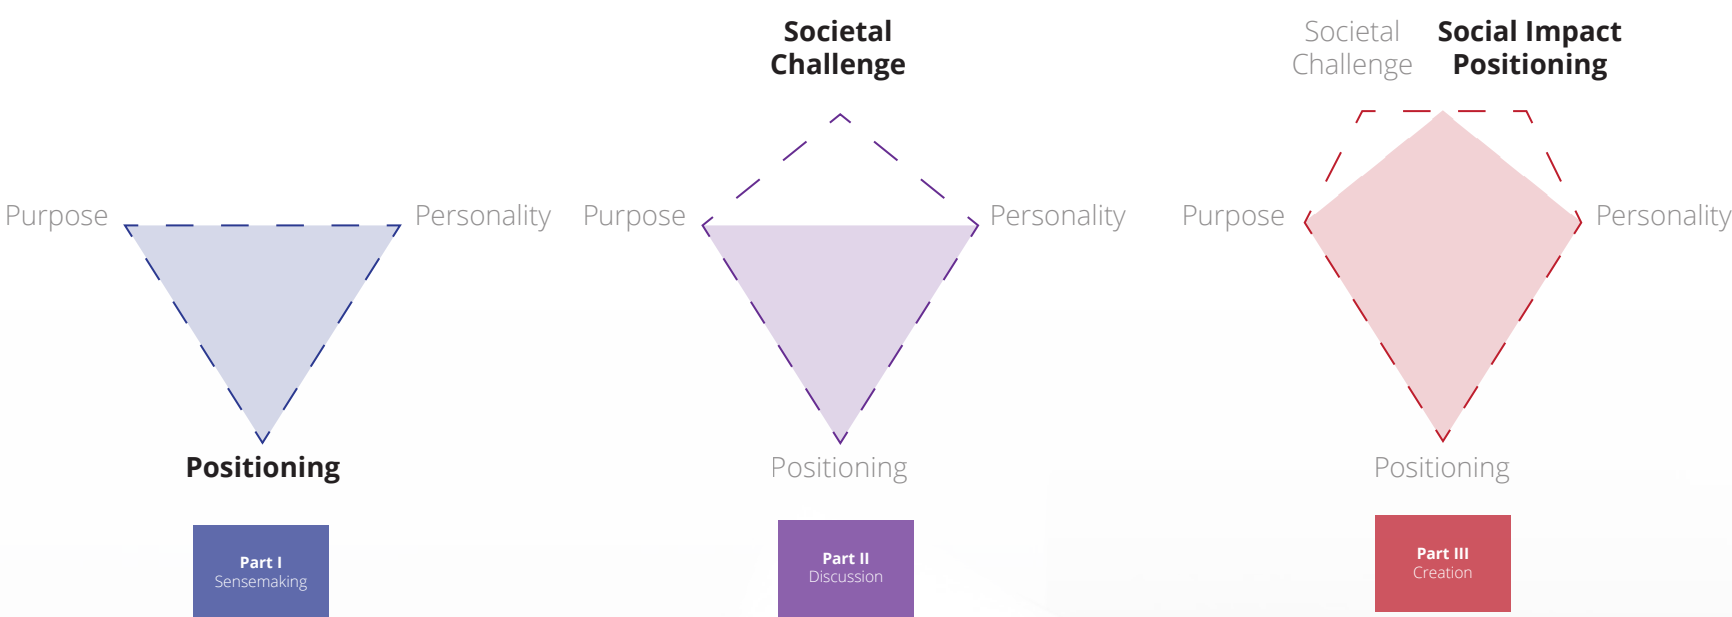 Purpose
Personality
Positioning
Part I
Sensemaking
Societal
Challenge
Purpose
Personality
Positioning
Part II
Discussion
Societal
Challenge
Social Impact
Positioning
Purpose
Personality
Positioning
Part III
Creation